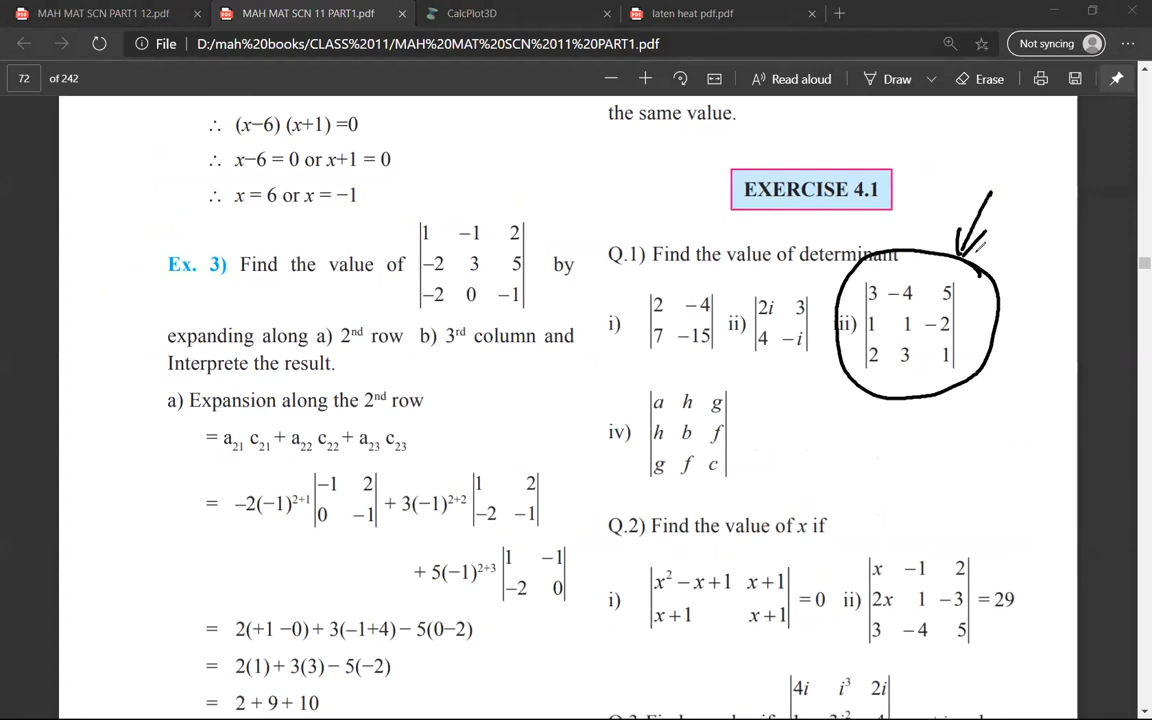 MAH MAT SCN PART1 12.pdf
MAH MAT SCN 11 PART1.pdf
CalcPlot3D
laten heat pdf.pdf
File D:/mah%20books/CLASS%2011/MAH%20MAT%20SCN%2011%20PART1.pdf
Not syncing
72 of 242
Read aloud
Draw
Erase
∴ (x−6) (x+1) =0
∴ x−6 = 0 or x+1 = 0
∴ x = 6 or x = −1
Ex. 3) Find the value of |1 −1 2|
|−2 3 5| by
|−2 0 −1|
expanding along a) 2nd row b) 3rd column and
Interpret the result.
a) Expansion along the 2nd row
= a21 c21 + a22 c22 + a23 c23
= −2(−1)2+1 |−1 2| + 3(−1)2+2 |1 2|
|0 −1| |−2 −1|
+ 5(−1)2+3 |1 −1|
|−2 0|
= 2(+1 −0) + 3(−1+4) − 5(0−2)
= 2(1) + 3(3) − 5(−2)
= 2 + 9 + 10
the same value.
EXERCISE 4.1
Q.1) Find the value of determinant
i) |2 −4| ii) |2i 3| iii) |3 −4 5|
|7 −15| |4 −i| |1 1 −2|
|2 3 1|
iv) |a h g|
|h b f|
|g f c|
Q.2) Find the value of x if
i) |x2 − x+1 x+1| = 0 ii) |x −1 2|
|x+1 x+1| |2x 1 −3| = 29
|3 −4 5|
|4i i3 2i|